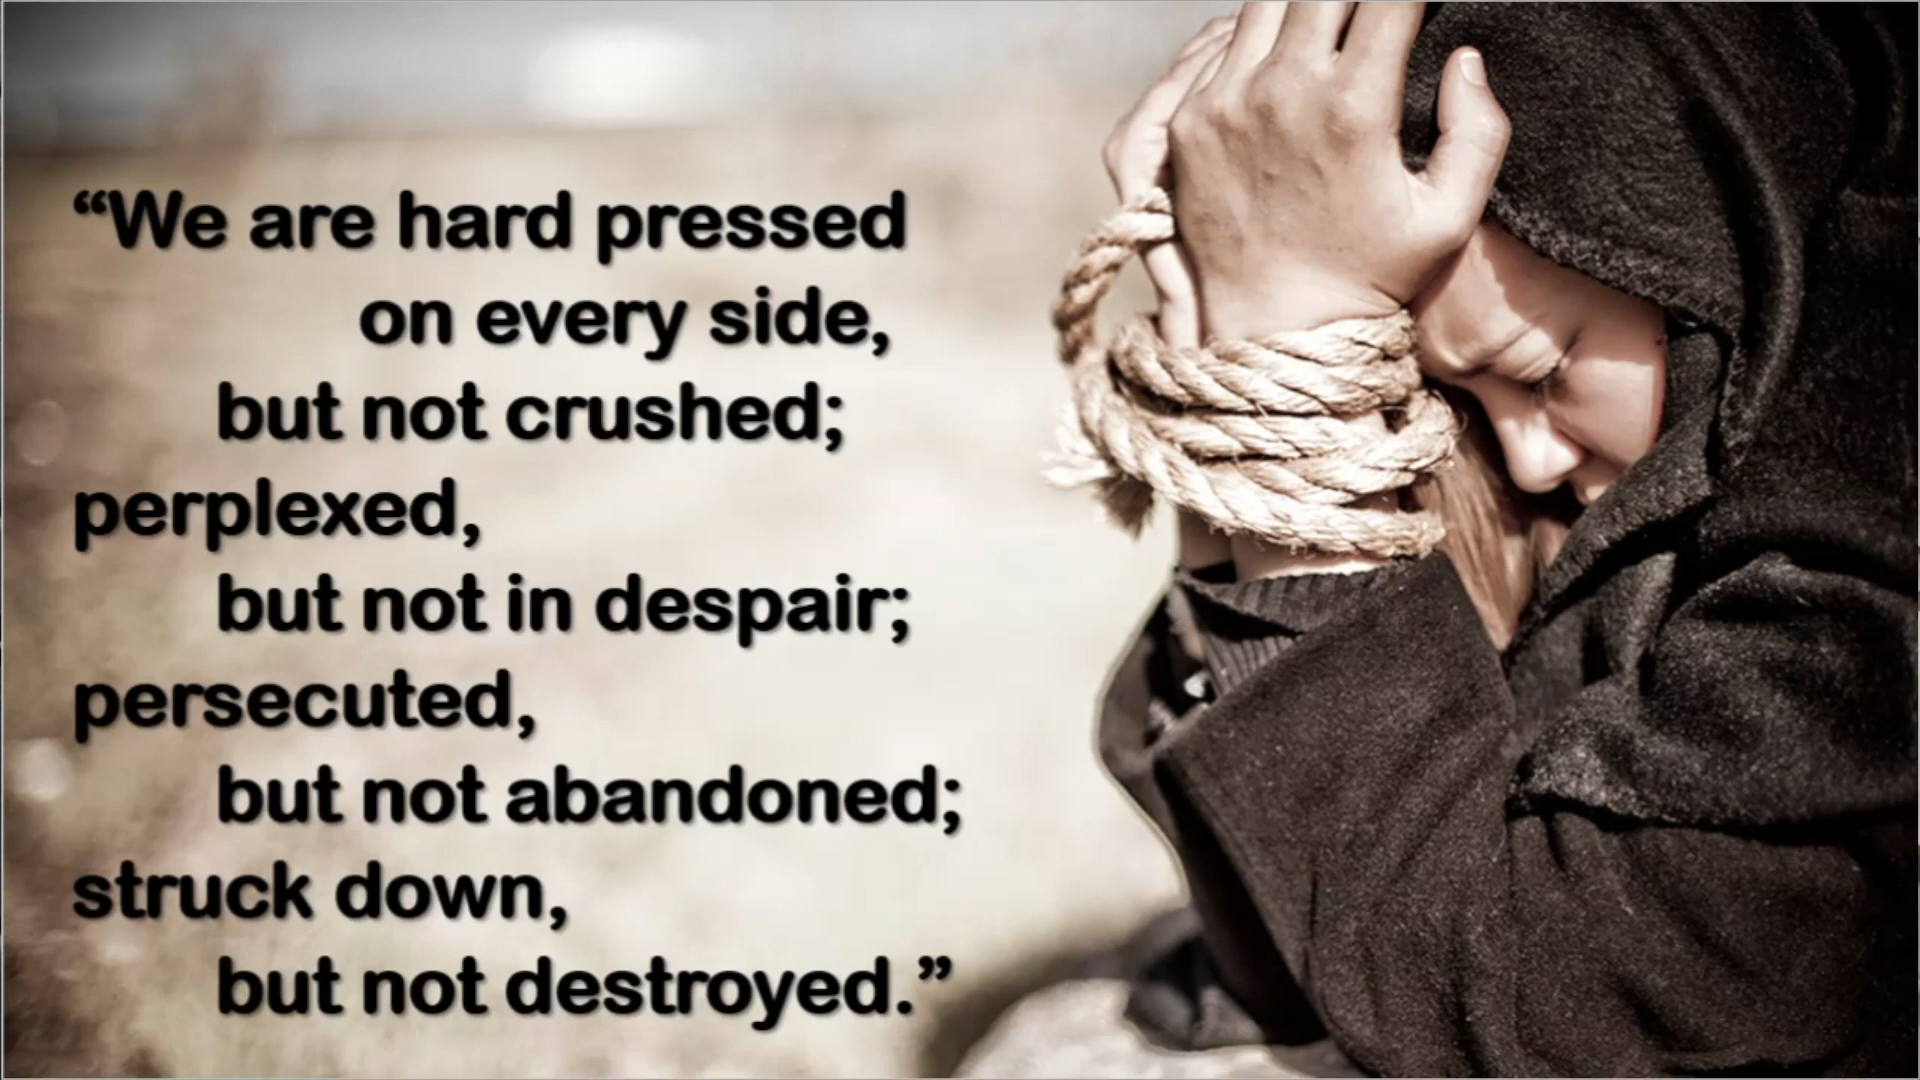 “We are hard pressed
on every side,
but not crushed;
perplexed,
but not in despair;
persecuted,
but not abandoned;
struck down,
but not destroyed.”